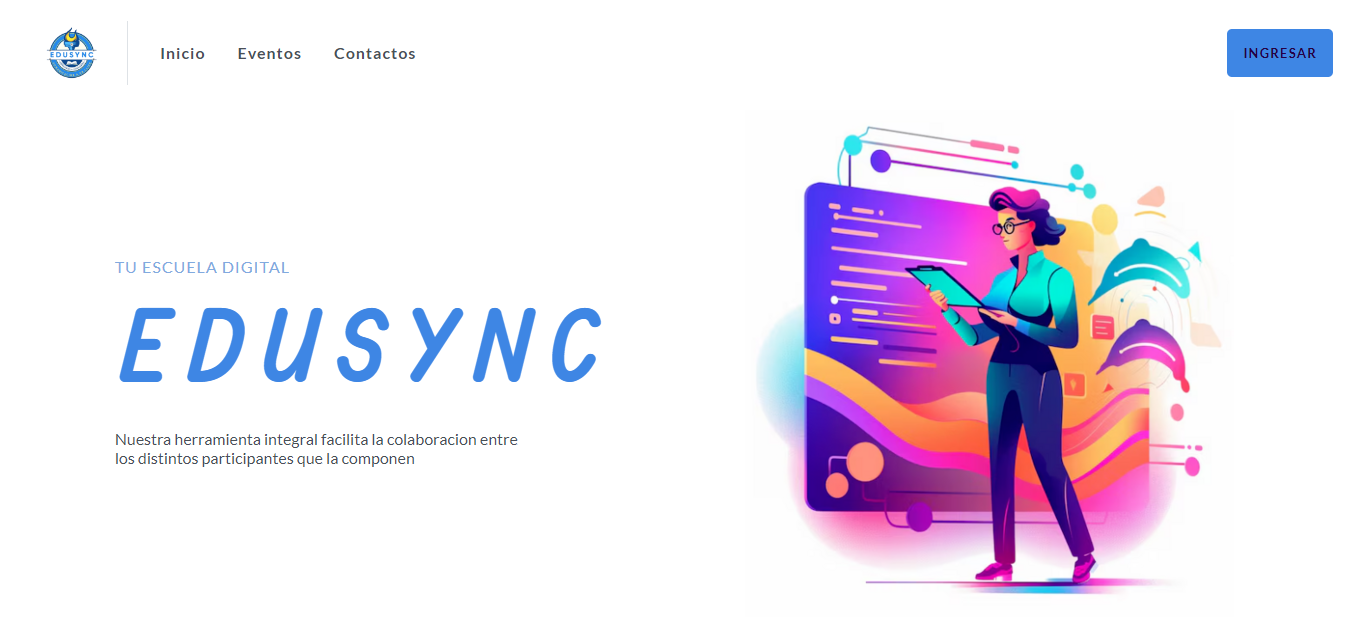 EDUSYNC
Inicio
Eventos
Contactos
INGRESAR
TU ESCUELA DIGITAL
EDUSYNC
Nuestra herramienta integral facilita la colaboracion entre
los distintos participantes que la componen